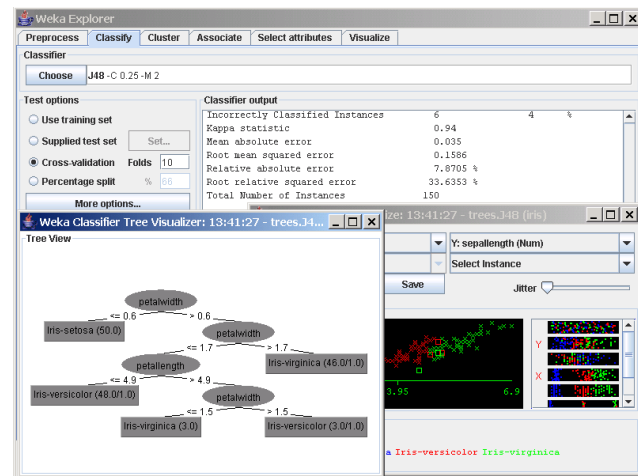 Weka Explorer
Preprocess Classify Cluster Associate Select attributes Visualize
Classifier
Choose J48 -C 0.25 -M 2
Test options
Use training set
Supplied test set Set...
Cross-validation Folds 10
Percentage split % 66
More options...
Classifier output
Incorrectly Classified Instances 6 4 %
Kappa statistic 0.94
Mean absolute error 0.035
Root mean squared error 0.1586
Relative absolute error 7.8705 %
Root relative squared error 33.6353 %
Total Number of Instances 150
Weka Classifier Tree Visualizer: 13:41:27 - trees.J4...
Tree View
petalwidth
<= 0.6 > 0.6
Iris-setosa (50.0) petalwidth
<= 1.7 > 1.7
petallength Iris-virginica (46.0/1.0)
<= 4.9 > 4.9
Iris-versicolor (48.0/1.0) petalwidth
<= 1.5 > 1.5
Iris-virginica (3.0) Iris-versicolor (3.0/1.0)
ize: 13:41:27 - trees.J48 (iris)
Y: sepallength (Num)
Select Instance
Save Jitter
3.95 6.9
Y
X
a Iris-versicolor Iris-virginica